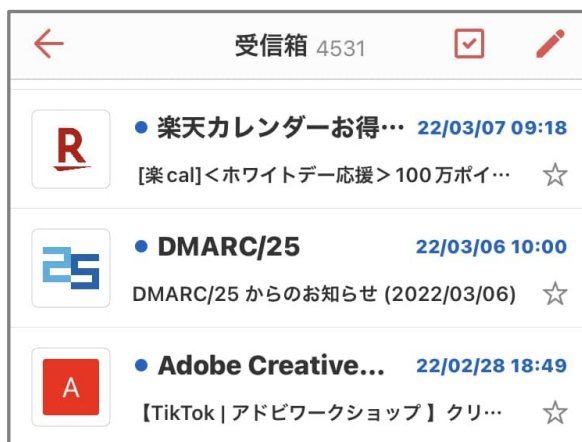 受信箱 4531
R
楽天カレンダーお得… 22/03/07 09:18
[楽cal]<ホワイトデー応援>100万ポイ…
25
DMARC/25 22/03/06 10:00
DMARC/25 からのお知らせ (2022/03/06)
A
Adobe Creative... 22/02/28 18:49
【TikTok | アドビワークショップ 】クリ…